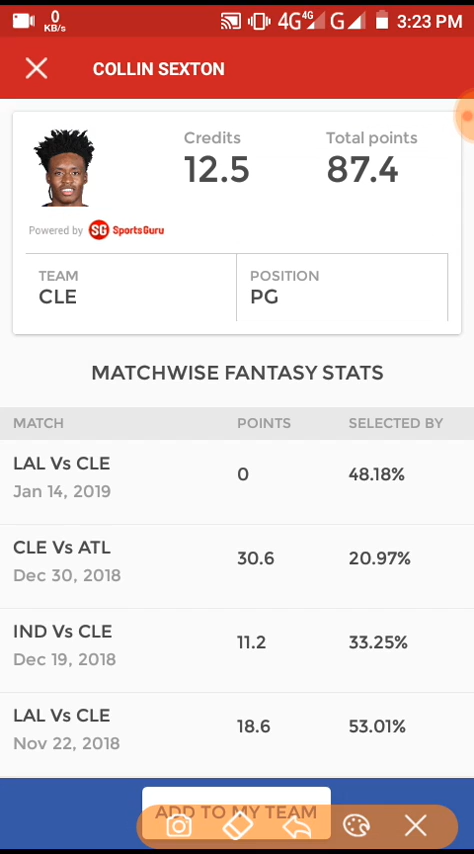 0 KB/s 4G 4G G 3:23 PM
COLLIN SEXTON
Credits Total points
12.5 87.4
Powered by SG SportsGuru
TEAM POSITION
CLE PG
MATCHWISE FANTASY STATS
MATCH POINTS SELECTED BY
LAL Vs CLE
Jan 14, 2019 0 48.18%
CLE Vs ATL
Dec 30, 2018 30.6 20.97%
IND Vs CLE
Dec 19, 2018 11.2 33.25%
LAL Vs CLE
Nov 22, 2018 18.6 53.01%
ADD TO MY TEAM